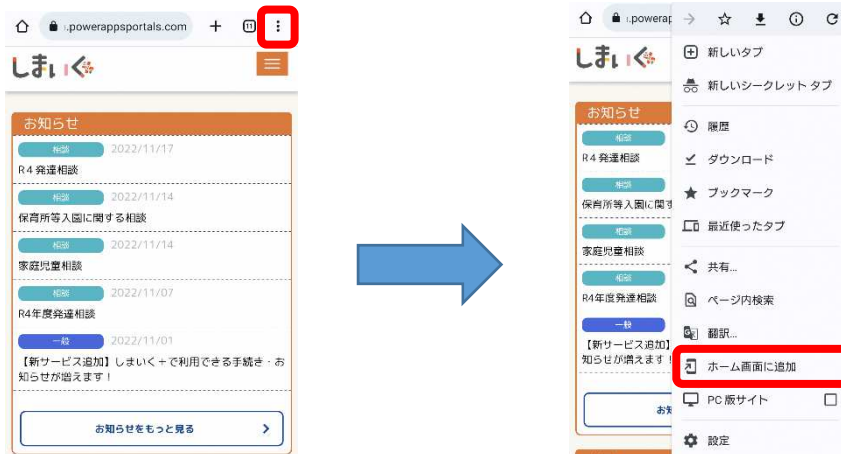 .powerappsportals.com
11
しまいく
お知らせ
相談 2022/11/17
R4 発達相談
相談 2022/11/14
保育所等入園に関する相談
相談 2022/11/14
家庭児童相談
相談 2022/11/07
R4年度発達相談
一般 2022/11/01
【新サービス追加】しまいく+で利用できる手続き・お
知らせが増えます!
お知らせをもっと見る
.powerap
しまいく
お知らせ
相談
R4 発達相談
相談
保育所等入園に関す
相談
家庭児童相談
相談
R4年度発達相談
一般
【新サービス追加】
知らせが増えます!
お知
新しいタブ
新しいシークレット タブ
履歴
ダウンロード
ブックマーク
最近使ったタブ
共有...
ページ内検索
翻訳...
ホーム画面に追加
PC 版サイト
設定